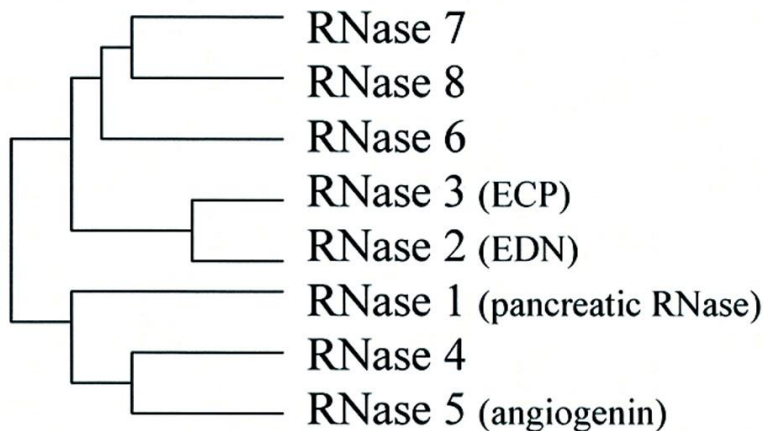 RNase 7
RNase 8
RNase 6
RNase 3 (ECP)
RNase 2 (EDN)
RNase 1 (pancreatic RNase)
RNase 4
RNase 5 (angiogenin)